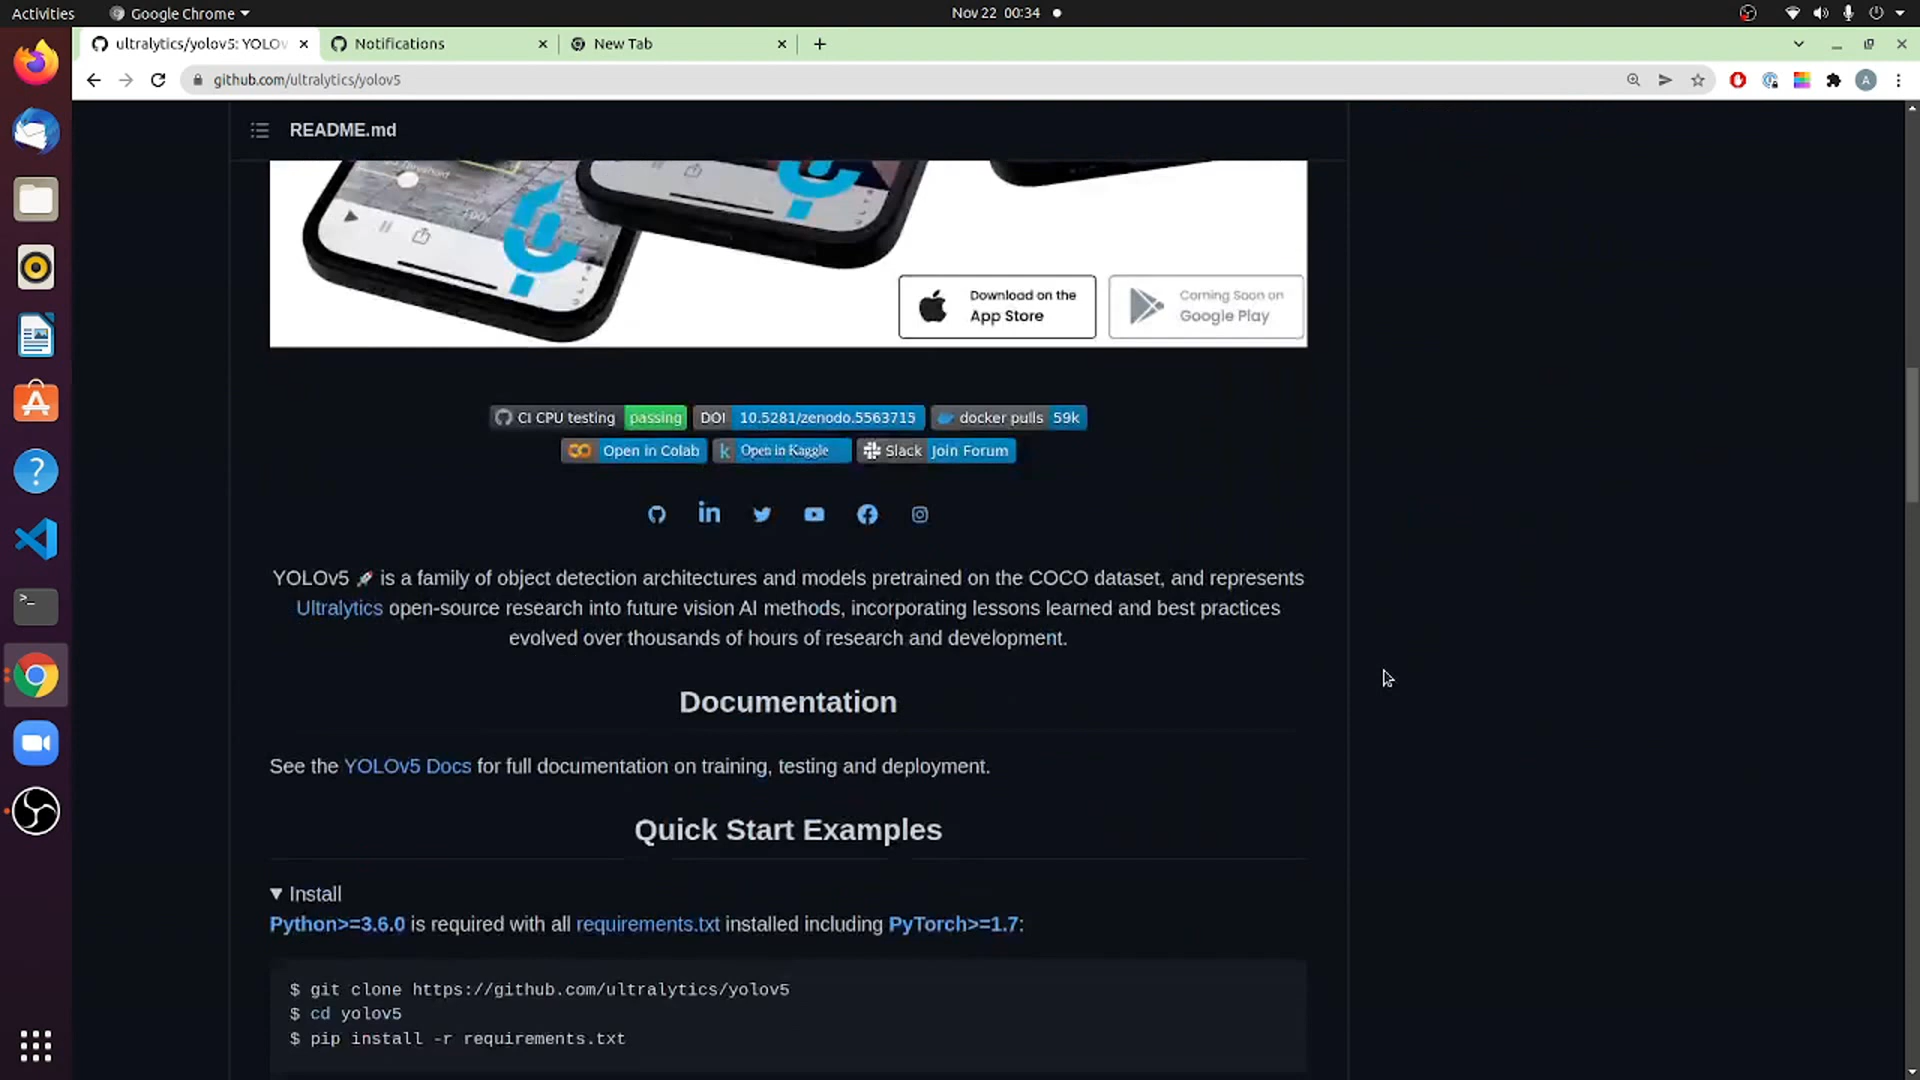 Activities
Google Chrome
Nov 22 00:34
ultralytics/yolov5: YOLOv
Notifications
New Tab
github.com/ultralytics/yolov5
A
README.md
Download on the
App Store
Coming Soon on
Google Play
CI CPU testing passing
DOI 10.5281/zenodo.5563715
docker pulls 59k
Open in Colab
k Open in Kaggle
Slack Join Forum
YOLOv5 🚀 is a family of object detection architectures and models pretrained on the COCO dataset, and represents
Ultralytics open-source research into future vision AI methods, incorporating lessons learned and best practices
evolved over thousands of hours of research and development.
Documentation
See the YOLOv5 Docs for full documentation on training, testing and deployment.
Quick Start Examples
▼ Install
Python>=3.6.0 is required with all requirements.txt installed including PyTorch>=1.7:
$ git clone https://github.com/ultralytics/yolov5
$ cd yolov5
$ pip install -r requirements.txt